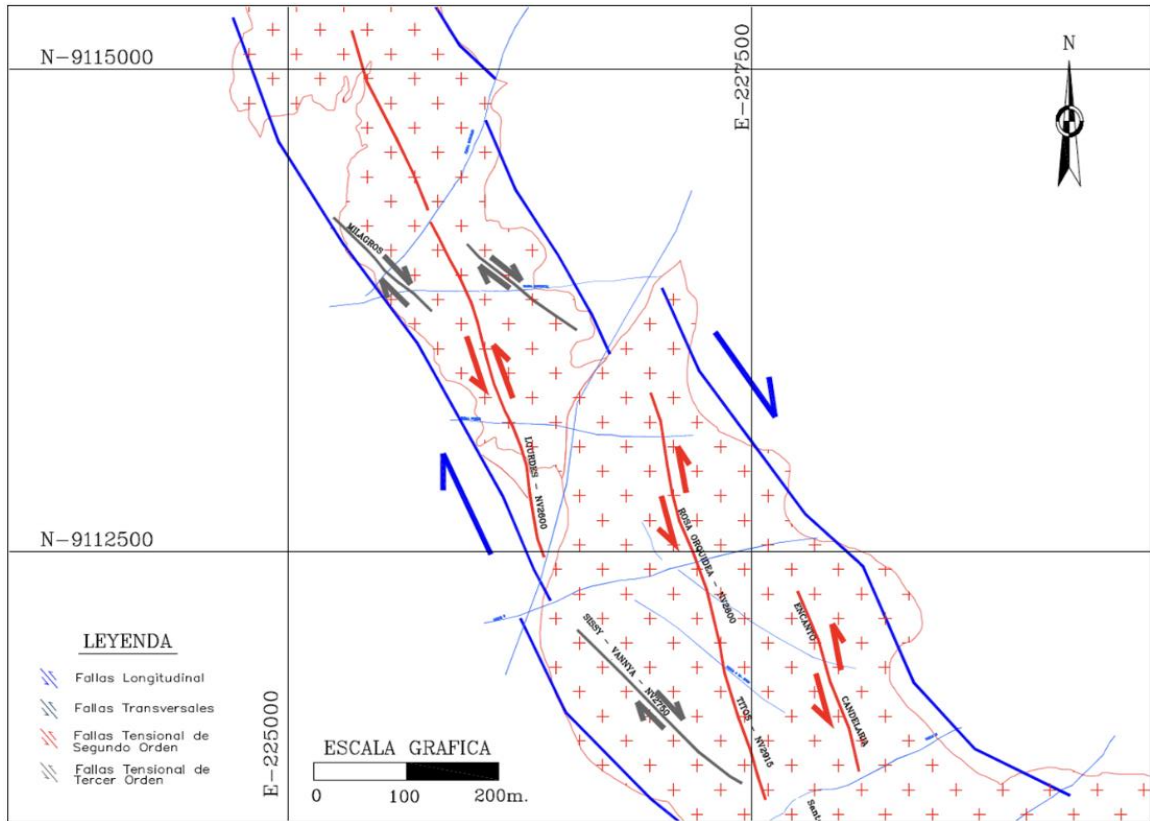 N-9115000
E-227500
N
MILAGROS
LOURDES - NV2600
N-9112500
ROSA ORQUIDEA - NV2600
ENCANTO
SISSY - VANNYA - NV2750
CANDELARIA
TITOS - NV2915
Sant
E-225000
LEYENDA
Fallas Longitudinal
Fallas Transversales
Fallas Tensional de
Segundo Orden
Fallas Tensional de
Tercer Orden
ESCALA GRAFICA
0 100 200m.